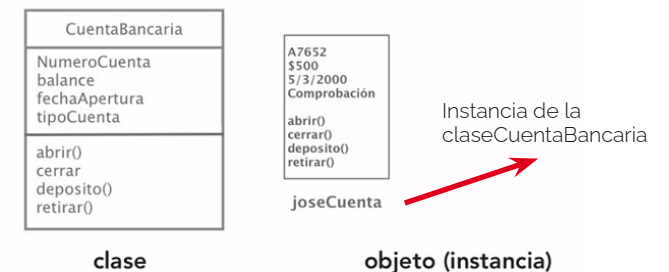 CuentaBancaria
NumeroCuenta
balance
fechaApertura
tipoCuenta
abrir()
cerrar
deposito()
retirar()
clase
A7652
$500
5/3/2000
Comprobación
abrir()
cerrar()
deposito()
retirar()
joseCuenta
objeto (instancia)
Instancia de la
claseCuentaBancaria